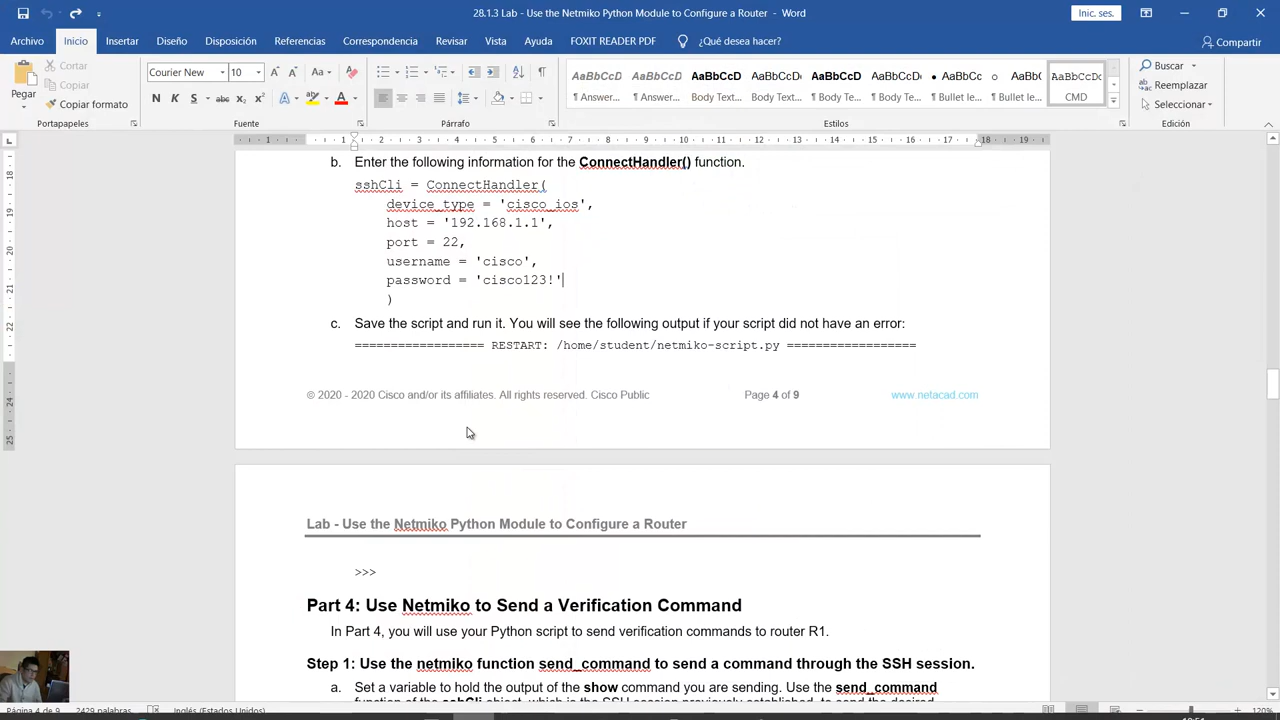 28.1.3 Lab - Use the Netmiko Python Module to Configure a Router - Word
Inic. ses.
Archivo Inicio Insertar Diseño Disposición Referencias Correspondencia Revisar Vista Ayuda FOXIT READER PDF ¿Qué desea hacer? Compartir
Pegar
Cortar
Copiar
Copiar formato
Portapapeles
Courier New 10
Fuente
Párrafo
AaBbCcD ¶ Answer...
AaBbCcD ¶ Answer...
AaBbCcD Body Text...
AaBbCcD Body Text...
AaBbCcD ¶ Body Te...
AaBbCcD ¶ Body Te...
AaBbCc ¶ Bullet le...
AaBbC ¶ Bullet le...
AaBbCcDc CMD
Estilos
Buscar
Reemplazar
Seleccionar
Edición
b. Enter the following information for the ConnectHandler() function.
sshCli = ConnectHandler(
device_type = 'cisco_ios',
host = '192.168.1.1',
port = 22,
username = 'cisco',
password = 'cisco123!'
)
c. Save the script and run it. You will see the following output if your script did not have an error:
================== RESTART: /home/student/netmiko-script.py ==================
© 2020 - 2020 Cisco and/or its affiliates. All rights reserved. Cisco Public Page 4 of 9 www.netacad.com
Lab - Use the Netmiko Python Module to Configure a Router
>>>
Part 4: Use Netmiko to Send a Verification Command
In Part 4, you will use your Python script to send verification commands to router R1.
Step 1: Use the netmiko function send_command to send a command through the SSH session.
a. Set a variable to hold the output of the show command you are sending. Use the send_command
Página 4 de 9 2429 palabras Inglés (Estados Unidos) 120%